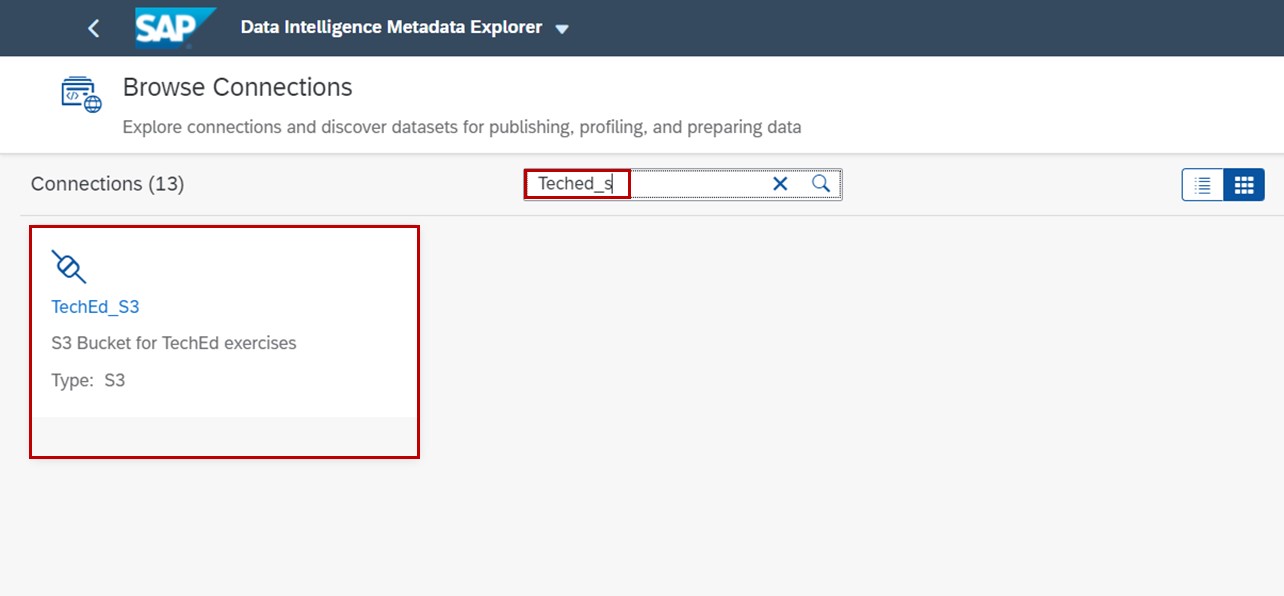 SAP Data Intelligence Metadata Explorer
Browse Connections
Explore connections and discover datasets for publishing, profiling, and preparing data
Connections (13)
Teched_s
TechEd_S3
S3 Bucket for TechEd exercises
Type: S3